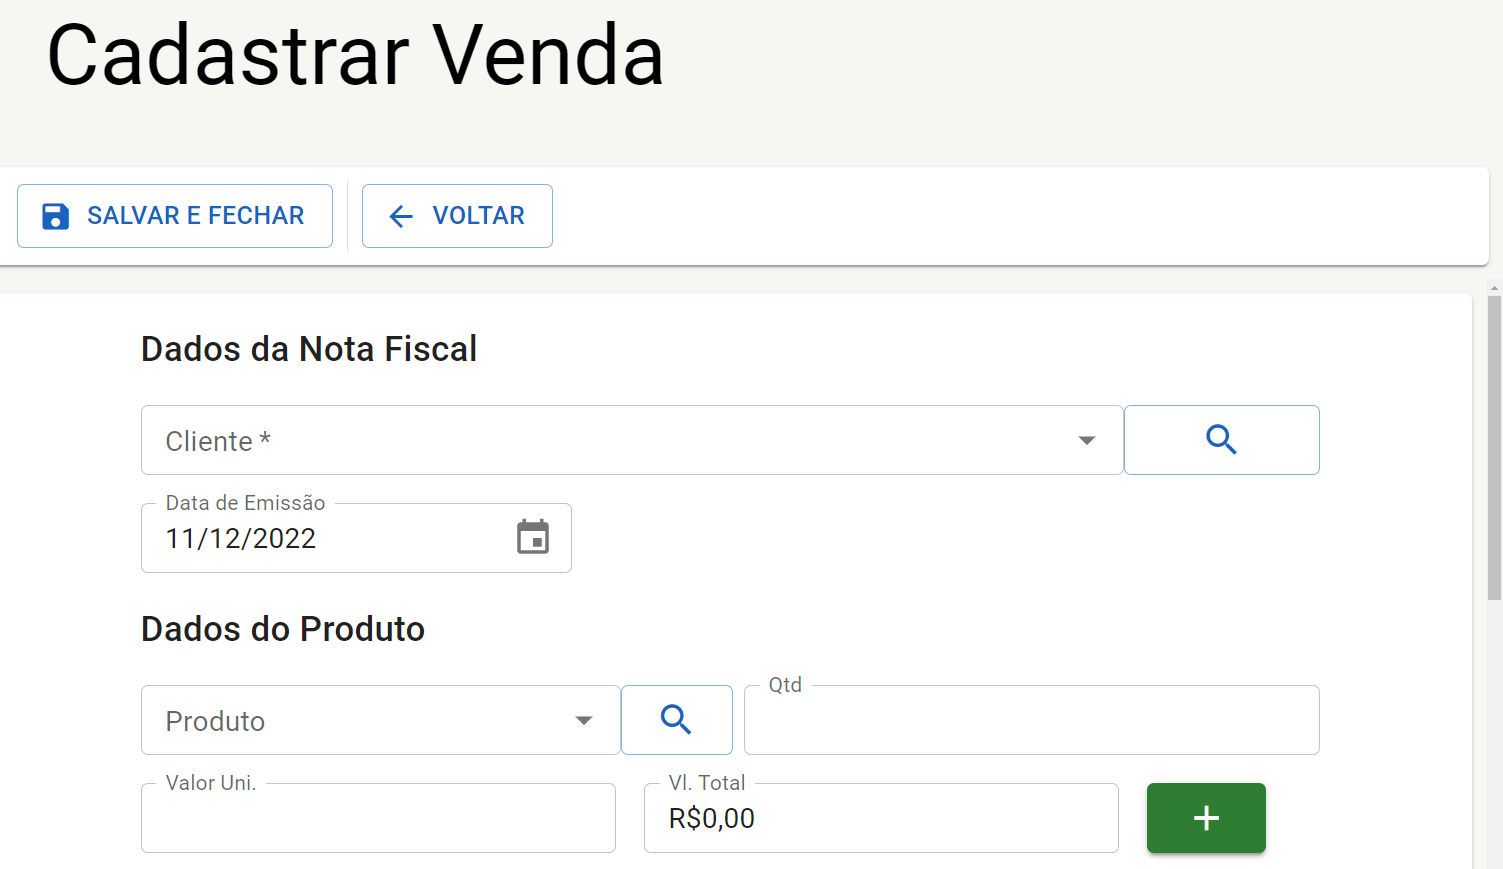 Cadastrar Venda
SALVAR E FECHAR
VOLTAR
Dados da Nota Fiscal
Cliente *
Data de Emissão
11/12/2022
Dados do Produto
Produto
Qtd
Valor Uni.
Vl. Total
R$0,00